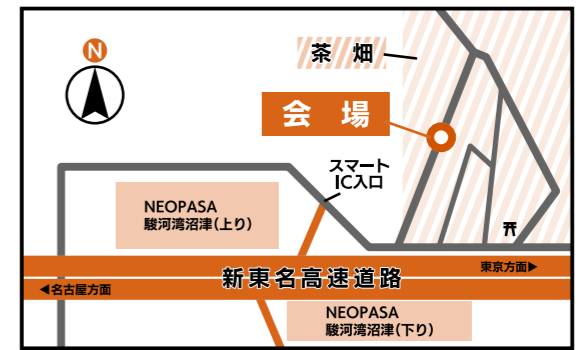 N
茶 畑
会 場
スマート
IC入口
NEOPASA
駿河湾沼津(上り)
東京方面▶
新東名高速道路
◀名古屋方面
NEOPASA
駿河湾沼津(下り)